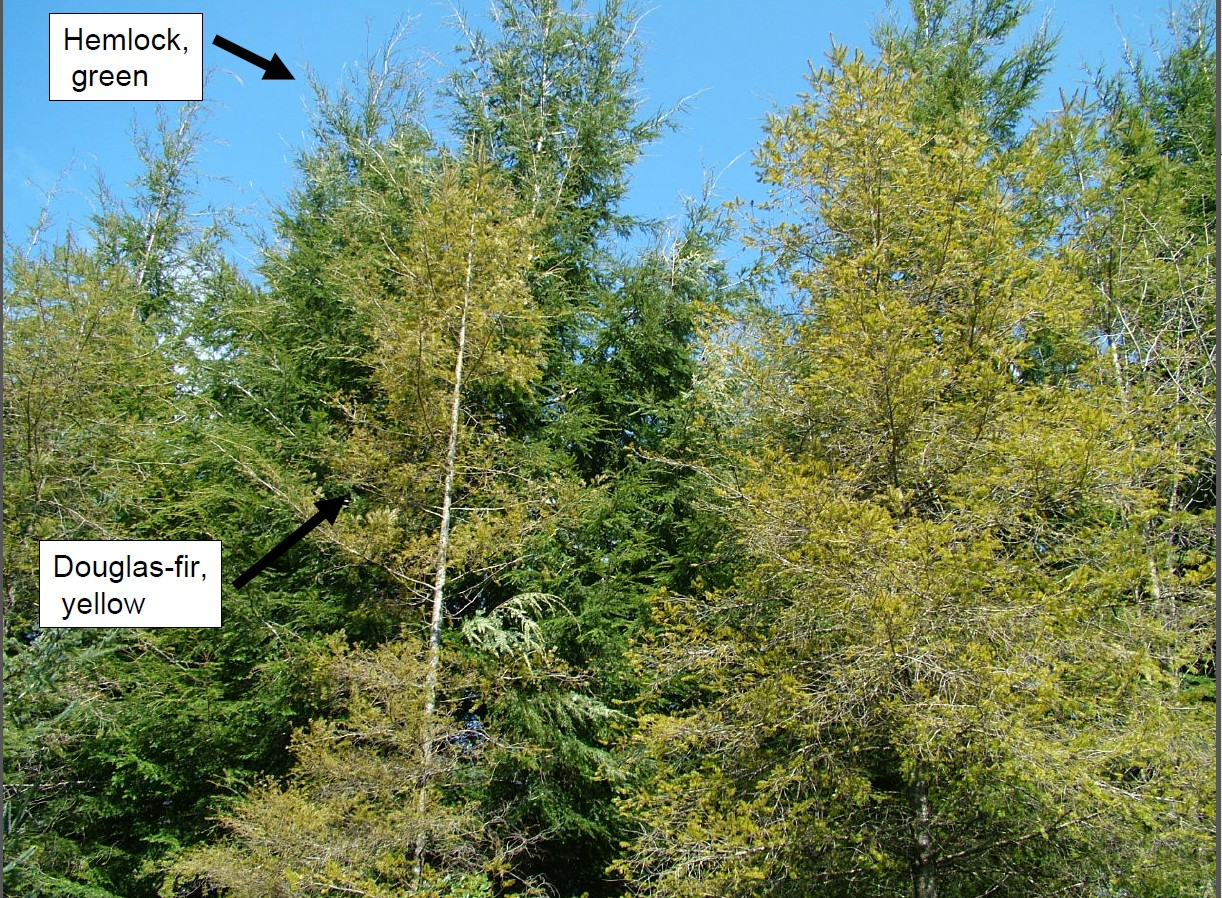 Hemlock,
green
Douglas-fir,
yellow